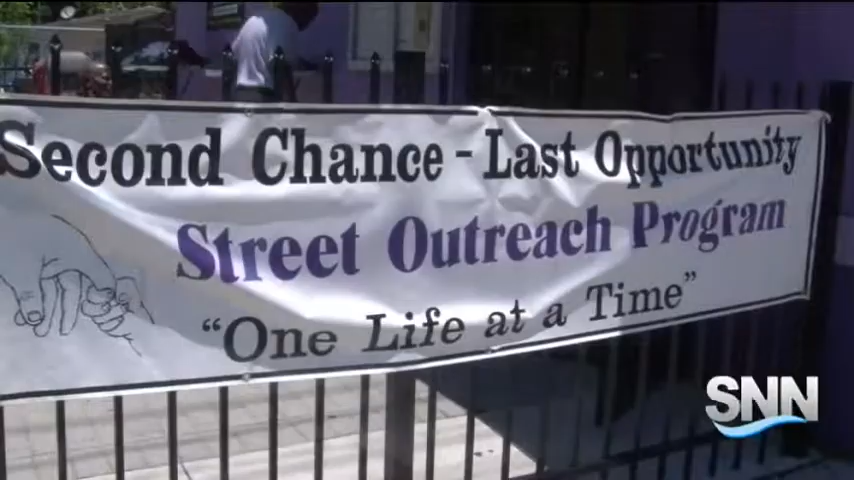 Second Chance - Last Opportunity
Street Outreach Program
"One Life at a Time"
SNN